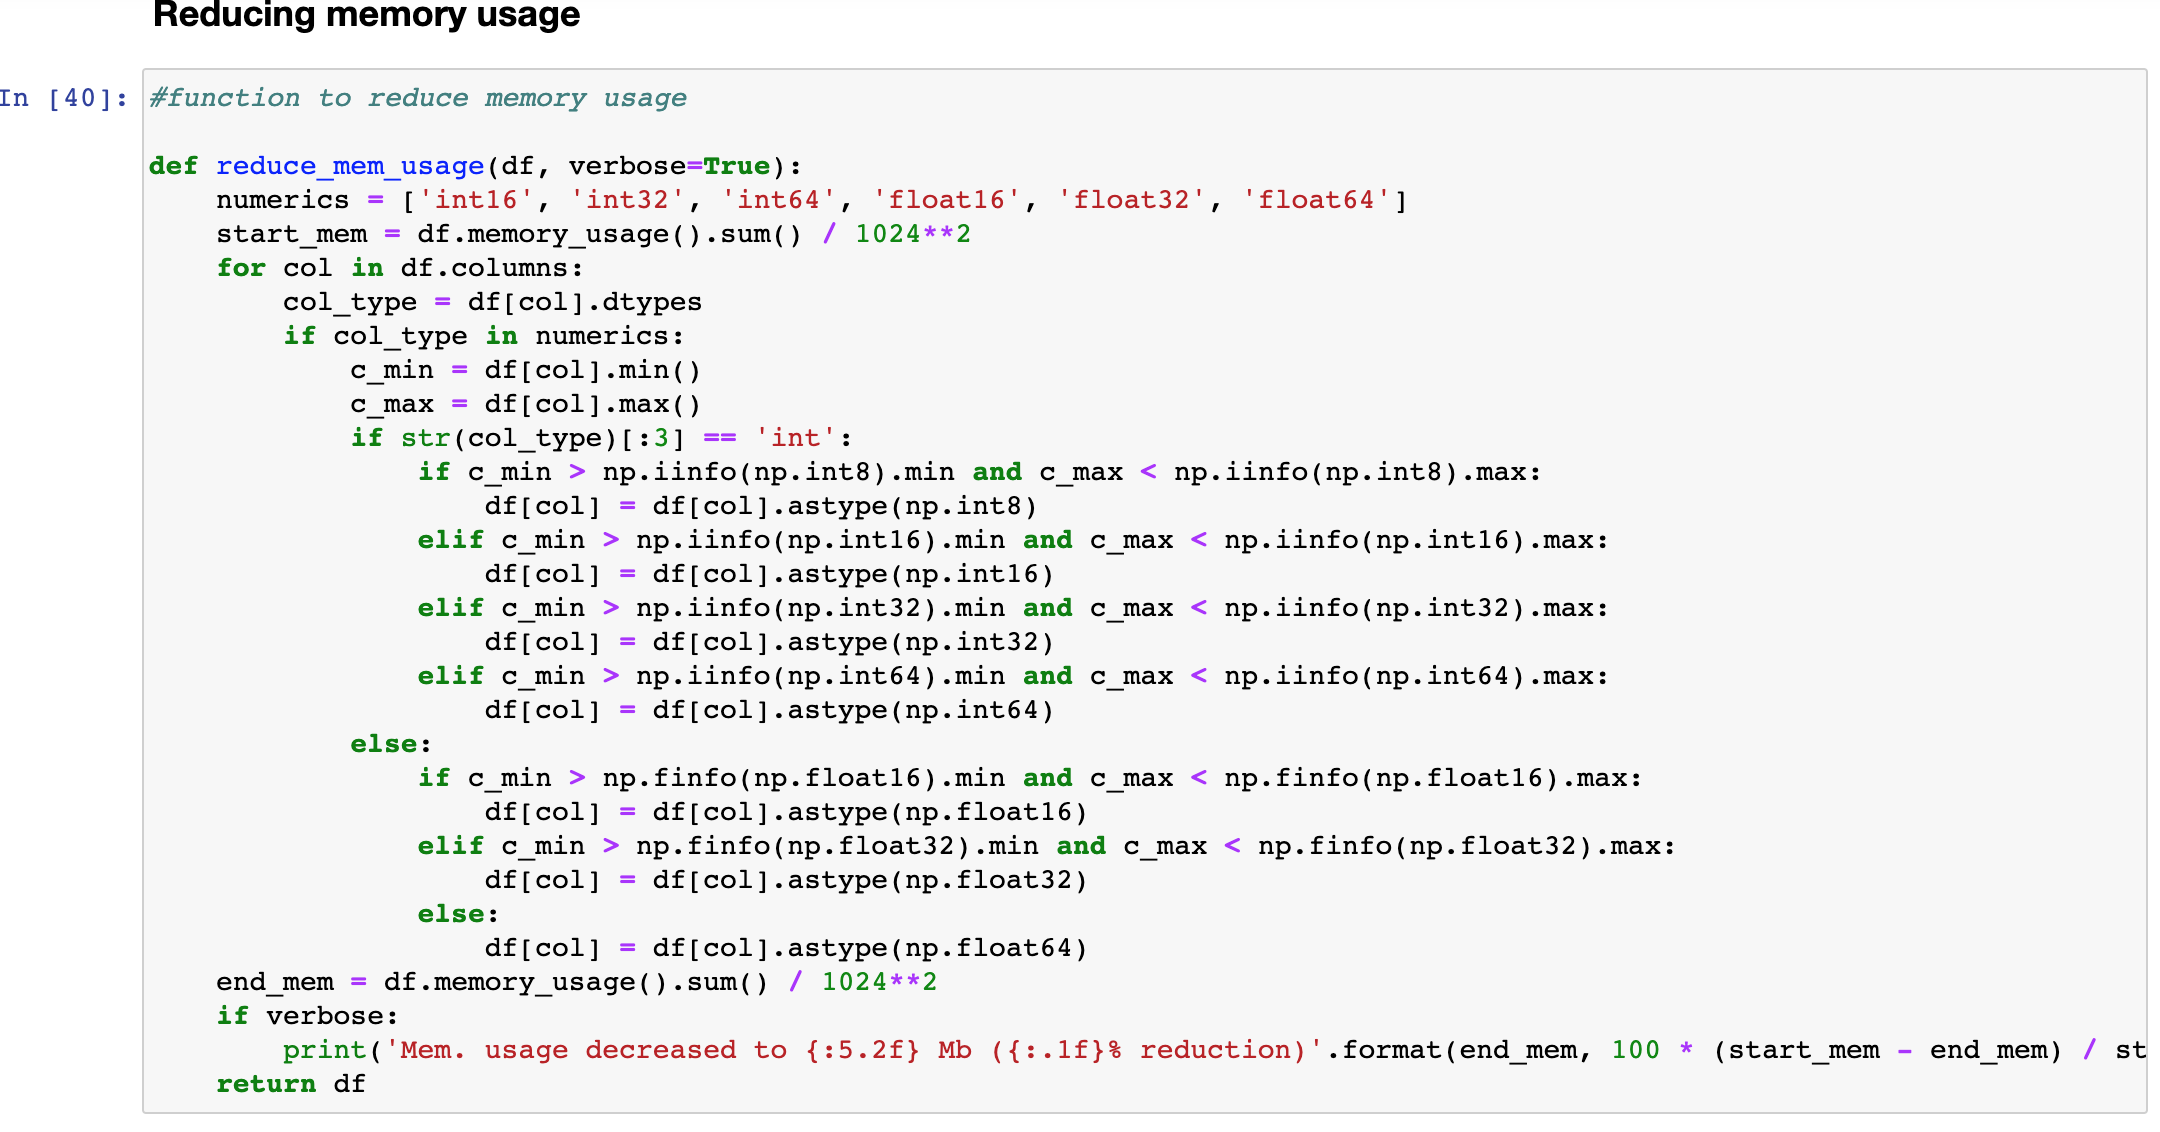 Reducing memory usage
In [40]: #function to reduce memory usage
def reduce_mem_usage(df, verbose=True):
    numerics = ['int16', 'int32', 'int64', 'float16', 'float32', 'float64']
    start_mem = df.memory_usage().sum() / 1024**2
    for col in df.columns:
        col_type = df[col].dtypes
        if col_type in numerics:
            c_min = df[col].min()
            c_max = df[col].max()
            if str(col_type)[:3] == 'int':
                if c_min > np.iinfo(np.int8).min and c_max < np.iinfo(np.int8).max:
                    df[col] = df[col].astype(np.int8)
                elif c_min > np.iinfo(np.int16).min and c_max < np.iinfo(np.int16).max:
                    df[col] = df[col].astype(np.int16)
                elif c_min > np.iinfo(np.int32).min and c_max < np.iinfo(np.int32).max:
                    df[col] = df[col].astype(np.int32)
                elif c_min > np.iinfo(np.int64).min and c_max < np.iinfo(np.int64).max:
                    df[col] = df[col].astype(np.int64)
            else:
                if c_min > np.finfo(np.float16).min and c_max < np.finfo(np.float16).max:
                    df[col] = df[col].astype(np.float16)
                elif c_min > np.finfo(np.float32).min and c_max < np.finfo(np.float32).max:
                    df[col] = df[col].astype(np.float32)
                else:
                    df[col] = df[col].astype(np.float64)
    end_mem = df.memory_usage().sum() / 1024**2
    if verbose:
        print('Mem. usage decreased to {:5.2f} Mb ({:.1f}% reduction)'.format(end_mem, 100 * (start_mem - end_mem) / st
    return df